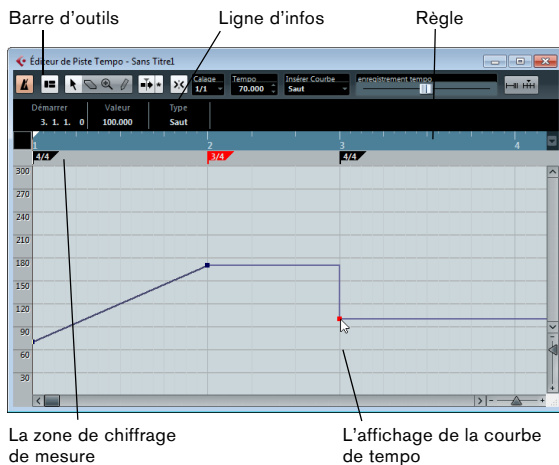 Barre d'outils
Ligne d'infos
Règle
Éditeur de Piste Tempo - Sans Titre1
Calage
Tempo
Insérer Courbe
enregistrement tempo
1/1
70.000
Saut
Démarrer
Valeur
Type
3. 1. 1. 0
100.000
Saut
1
2
3
4
4/4
3/4
4/4
300
270
240
210
180
150
120
90
60
30
La zone de chiffrage
de mesure
L'affichage de la courbe
de tempo